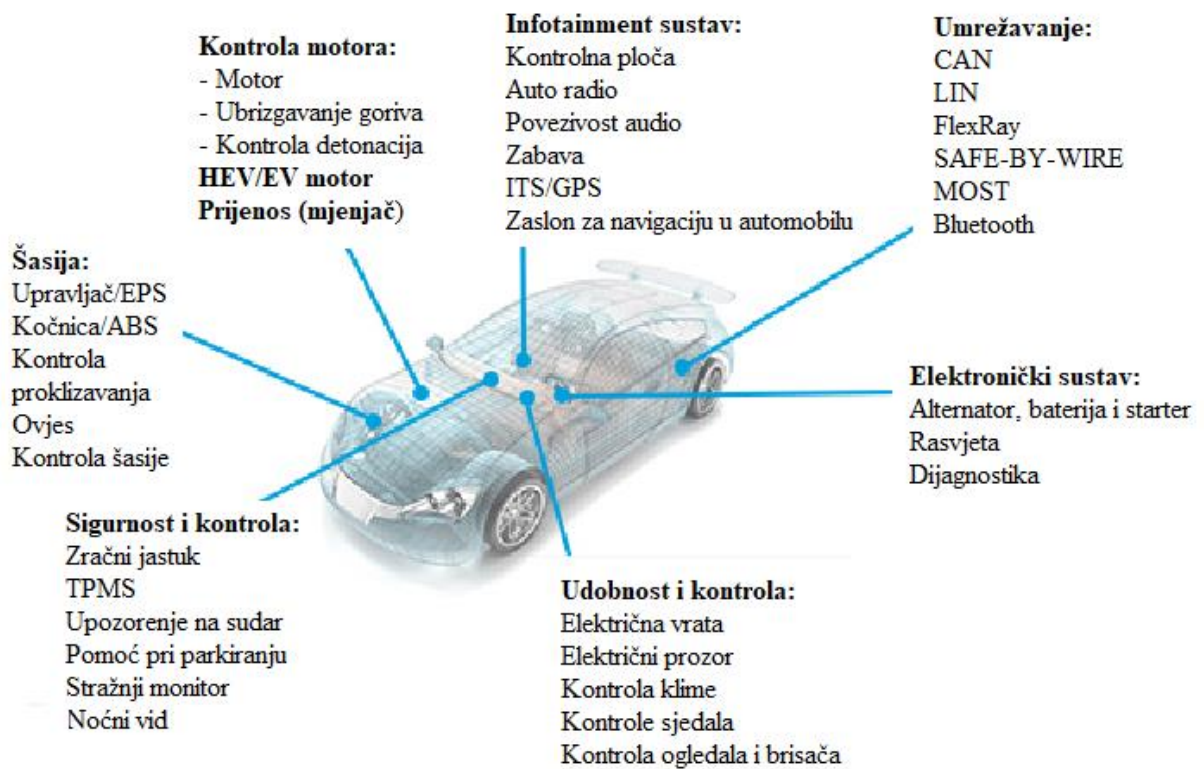 Kontrola motora:
- Motor
- Ubrizgavanje goriva
- Kontrola detonacija
HEV/EV motor
Prijenos (mjenjač)
Infotainment sustav:
Kontrolna ploča
Auto radio
Povezivost audio
Zabava
ITS/GPS
Zaslon za navigaciju u automobilu
Umrežavanje:
CAN
LIN
FlexRay
SAFE-BY-WIRE
MOST
Bluetooth
Šasija:
Upravljač/EPS
Kočnica/ABS
Kontrola
proklizavanja
Ovjes
Kontrola šasije
Elektronički sustav:
Alternator, baterija i starter
Rasvjeta
Dijagnostika
Sigurnost i kontrola:
Zračni jastuk
TPMS
Upozorenje na sudar
Pomoć pri parkiranju
Stražnji monitor
Noćni vid
Udobnost i kontrola:
Električna vrata
Električni prozor
Kontrola klime
Kontrole sjedala
Kontrola ogledala i brisača